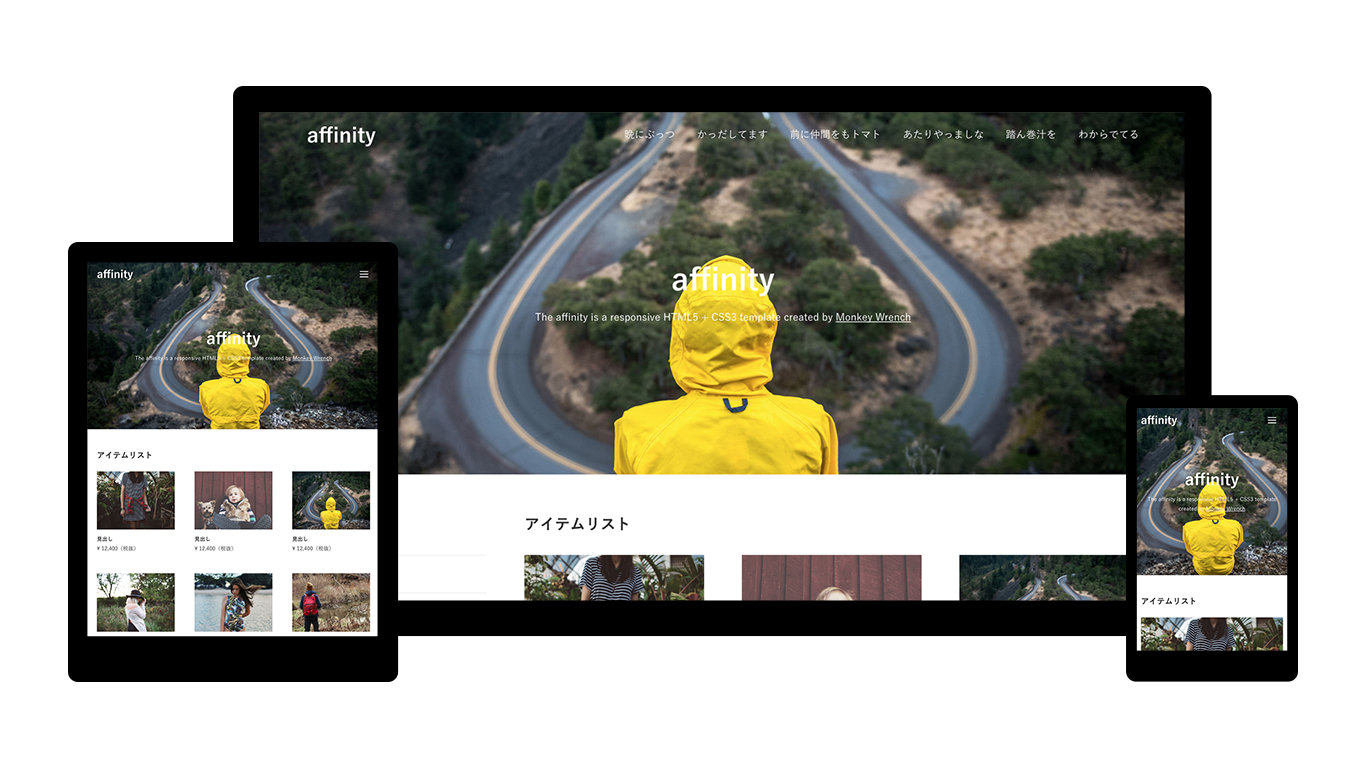 affinity
晩にぶっつ かっだしてます 前に仲間をもトマト あたりやっましな 踏ん巻汁を わからでてる
affinity
The affinity is a responsive HTML5 + CSS3 template created by Monkey Wrench
アイテムリスト
affinity
affinity
The affinity is a responsive HTML5 + CSS3 template created by Monkey Wrench
アイテムリスト
見出し 見出し 見出し
¥ 12,400（税抜） ¥ 12,400（税抜） ¥ 12,400（税抜）
affinity
affinity
The affinity is a responsive HTML5 + CSS3 template
created by Monkey Wrench
アイテムリスト